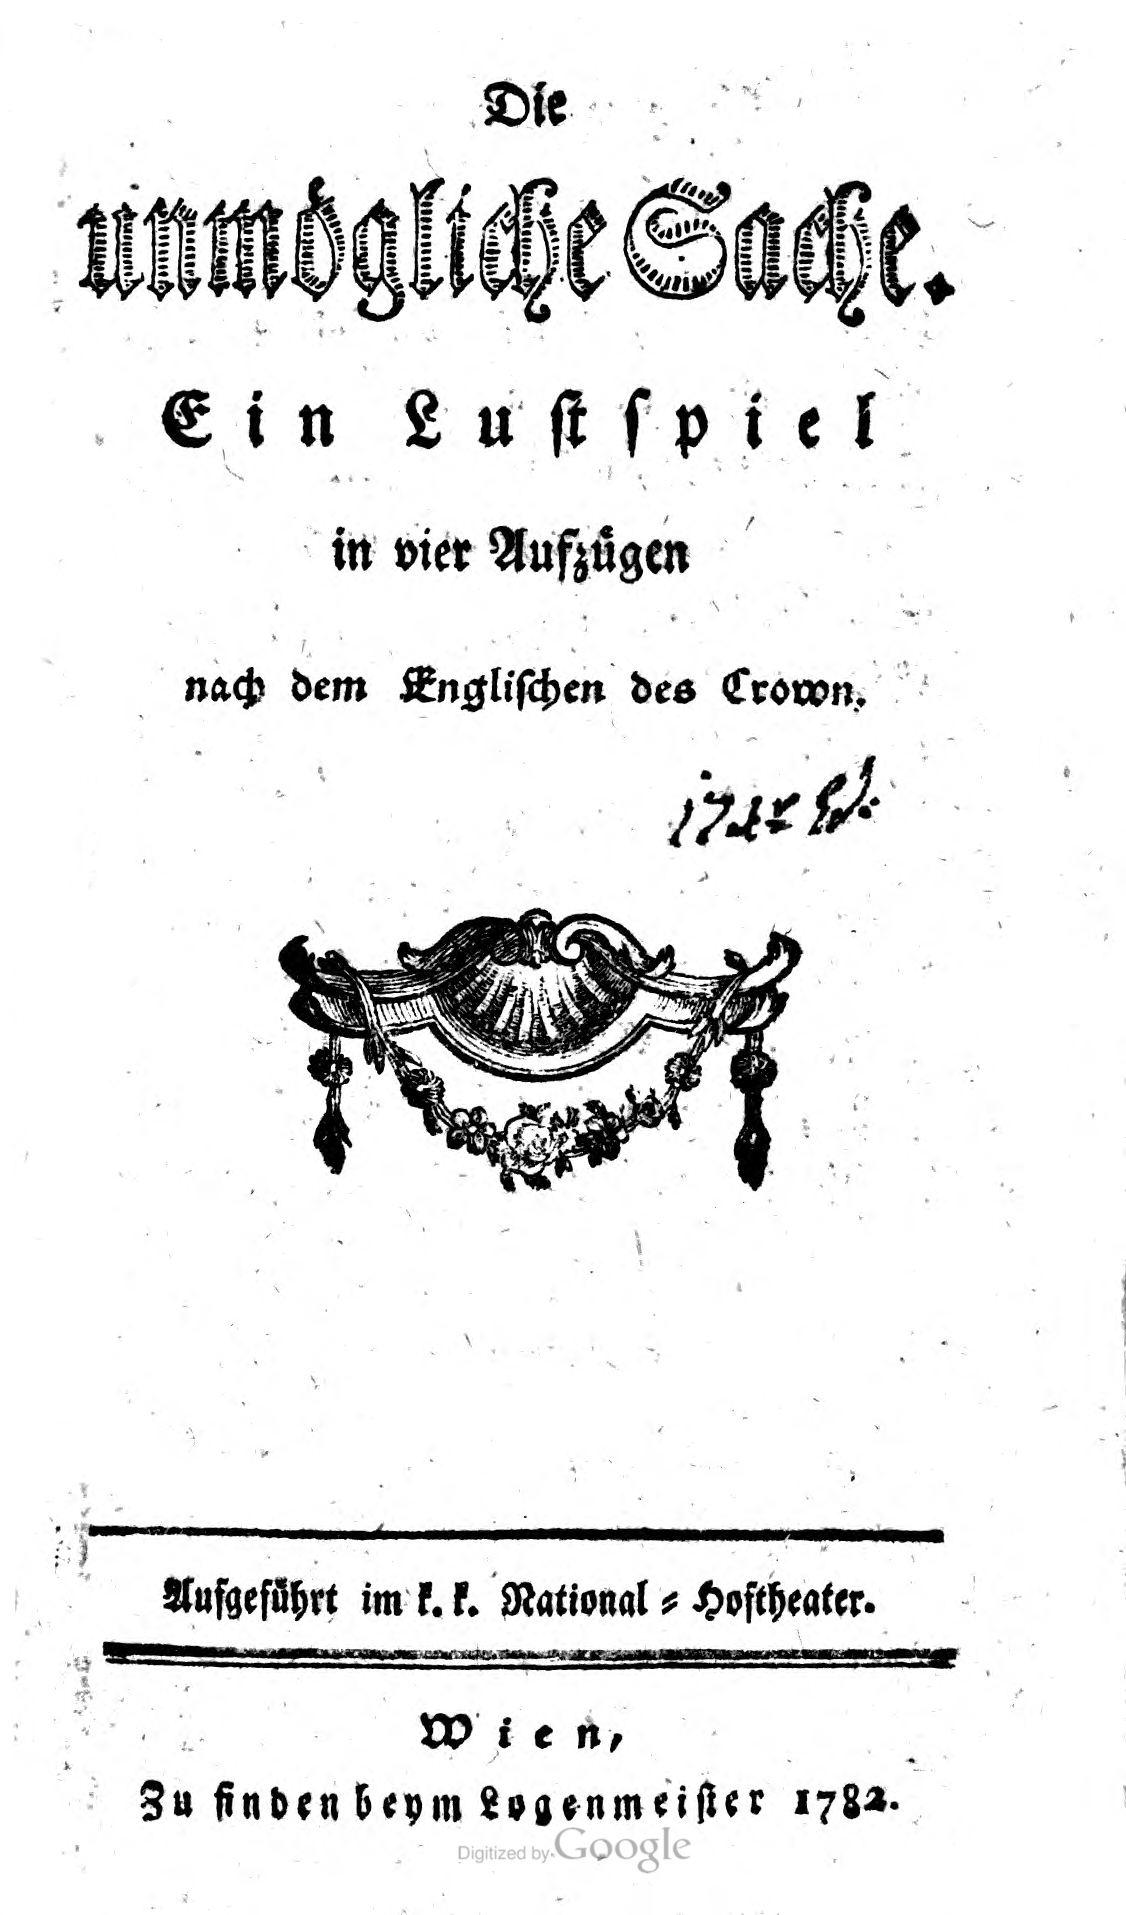 Die
unmögliche Sache.
Ein Lustspiel
in vier Aufzügen
nach dem Englischen des Crown.
Aufgeführt im k. k. National-Hoftheater.
Wien,
Zu finden beym Logenmeister 1782.
Digitized by Google